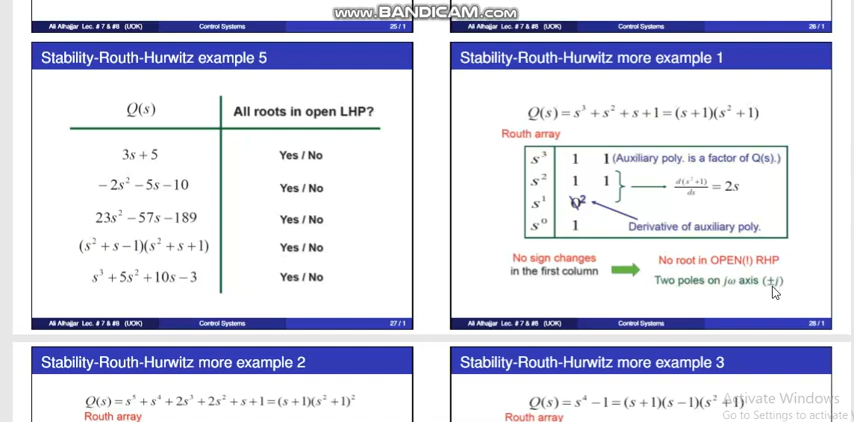 www.BANDICAM.com
Ali Alhajjar Lec. # 7 & #8 (UOK) Control Systems 25 / 1
Ali Alhajjar Lec. # 7 & #8 (UOK) Control Systems 26 / 1
Stability-Routh-Hurwitz example 5
Q(s) All roots in open LHP?
3s + 5 Yes / No
−2s² − 5s − 10 Yes / No
23s² − 57s − 189 Yes / No
(s² + s − 1)(s² + s + 1) Yes / No
s³ + 5s² + 10s − 3 Yes / No
Ali Alhajjar Lec. # 7 & #8 (UOK) Control Systems 27 / 1
Stability-Routh-Hurwitz more example 1
Q(s) = s³ + s² + s + 1 = (s + 1)(s² + 1)
Routh array
s³ 1 1 (Auxiliary poly. is a factor of Q(s).)
s² 1 1 d(s²+1)/ds = 2s
s¹ 0 2
s⁰ 1 Derivative of auxiliary poly.
No sign changes
in the first column
No root in OPEN(!) RHP
Two poles on jω axis (±j)
Ali Alhajjar Lec. # 7 & #8 (UOK) Control Systems 28 / 1
Stability-Routh-Hurwitz more example 2
Q(s) = s⁵ + s⁴ + 2s³ + 2s² + s + 1 = (s + 1)(s² + 1)²
Routh array
Stability-Routh-Hurwitz more example 3
Q(s) = s⁴ − 1 = (s + 1)(s − 1)(s² + 1)
Routh array
Activate Windows
Go to Settings to activate